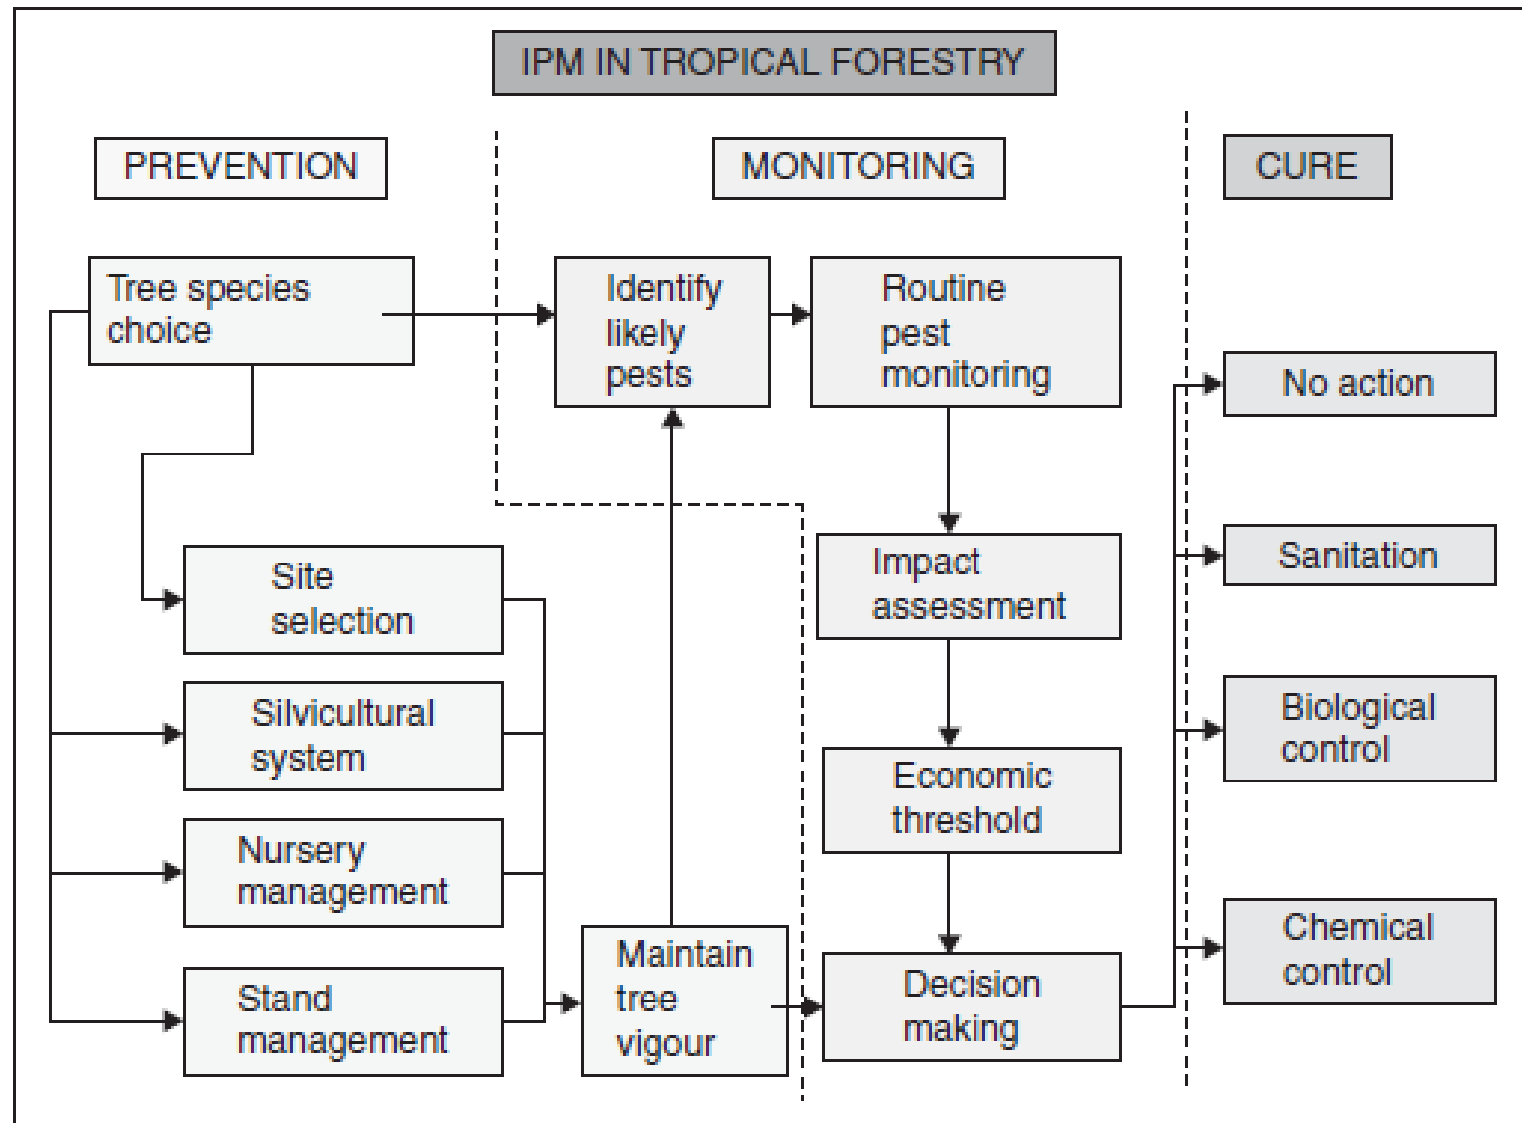 IPM IN TROPICAL FORESTRY
PREVENTION
MONITORING
CURE
Tree species
choice
Identify
likely
pests
Routine
pest
monitoring
No action
Site
selection
Impact
assessment
Sanitation
Silvicultural
system
Biological
control
Economic
threshold
Nursery
management
Chemical
control
Maintain
tree
vigour
Stand
management
Decision
making